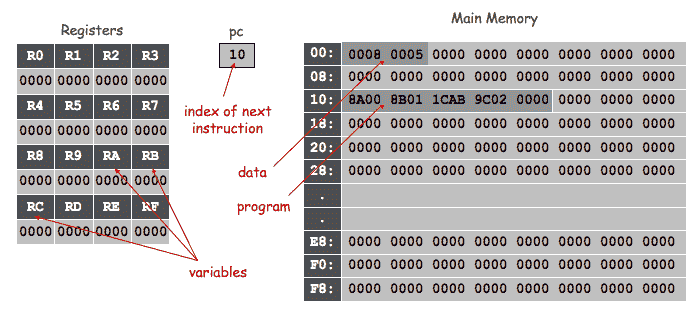 Registers
R0 R1 R2 R3
0000 0000 0000 0000
R4 R5 R6 R7
0000 0000 0000 0000
R8 R9 RA RB
0000 0000 0000 0000
RC RD RE RF
0000 0000 0000 0000
variables
pc
10
index of next
instruction
data
program
Main Memory
00: 0008 0005 0000 0000 0000 0000 0000 0000
08: 0000 0000 0000 0000 0000 0000 0000 0000
10: 8A00 8B01 1CAB 9C02 0000 0000 0000 0000
18: 0000 0000 0000 0000 0000 0000 0000 0000
20: 0000 0000 0000 0000 0000 0000 0000 0000
28: 0000 0000 0000 0000 0000 0000 0000 0000
.
.
E8: 0000 0000 0000 0000 0000 0000 0000 0000
F0: 0000 0000 0000 0000 0000 0000 0000 0000
F8: 0000 0000 0000 0000 0000 0000 0000 0000